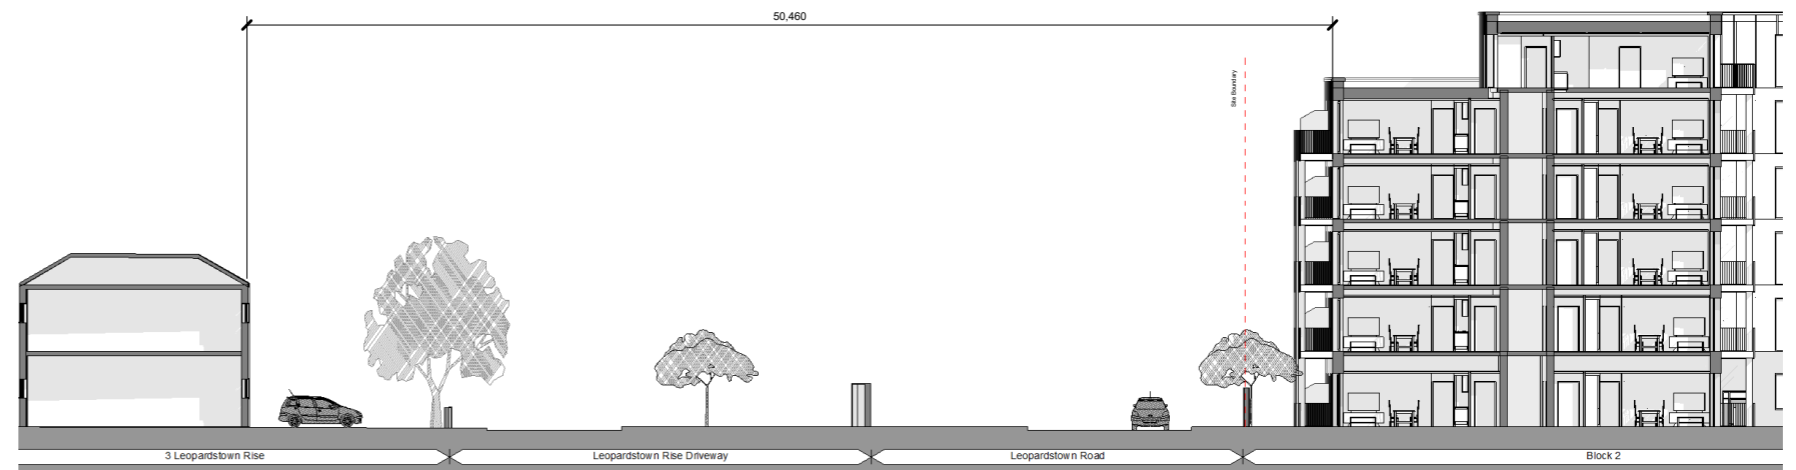 50,460
Site Boundary
3 Leopardstown Rise
Leopardstown Rise Driveway
Leopardstown Road
Block 2